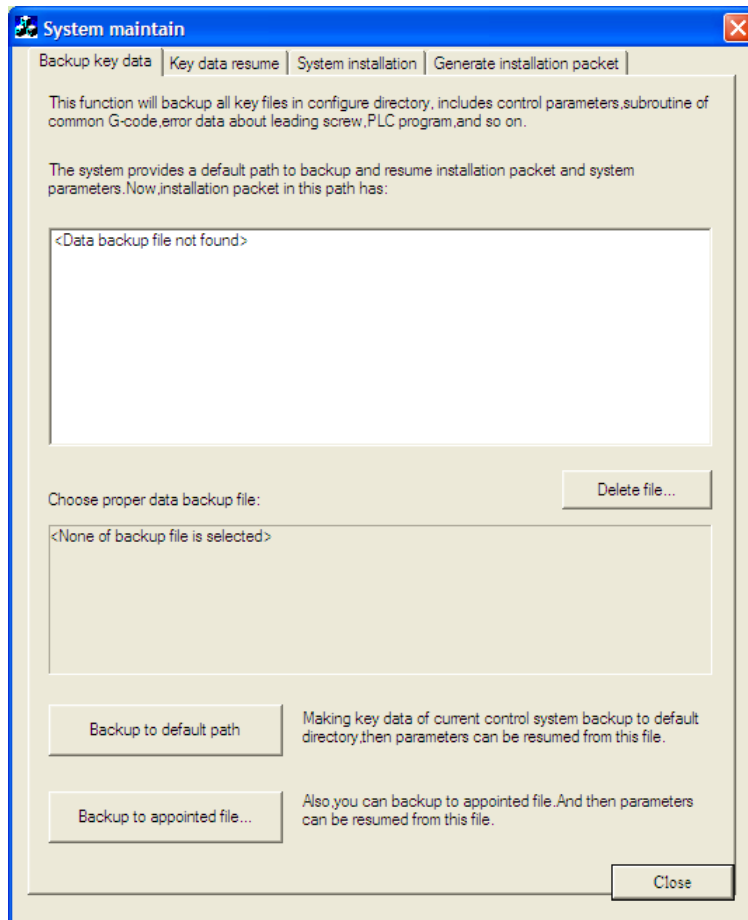 System maintain
Backup key data Key data resume System installation Generate installation packet
This function will backup all key files in configure directory, includes control parameters,subroutine of
common G-code,error data about leading screw,PLC program,and so on.
The system provides a default path to backup and resume installation packet and system
parameters.Now,installation packet in this path has:
<Data backup file not found>
Delete file...
Choose proper data backup file:
<None of backup file is selected>
Backup to default path
Making key data of current control system backup to default
directory,then parameters can be resumed from this file.
Backup to appointed file...
Also,you can backup to appointed file.And then parameters
can be resumed from this file.
Close